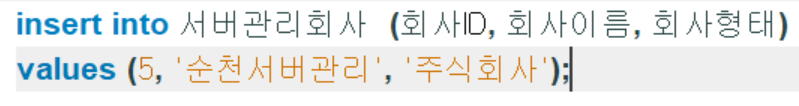 insert into 서버관리회사 (회사ID, 회사이름, 회사형태)
values (5, '순천서버관리', '주식회사');